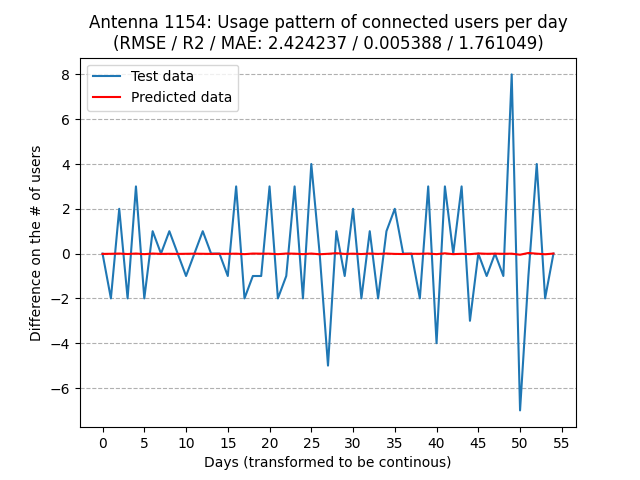 Antenna 1154: Usage pattern of connected users per day
(RMSE / R2 / MAE: 2.424237 / 0.005388 / 1.761049)
Test data
Predicted data
Difference on the # of users
8
6
4
2
0
−2
−4
−6
0 5 10 15 20 25 30 35 40 45 50 55
Days (transformed to be continous)